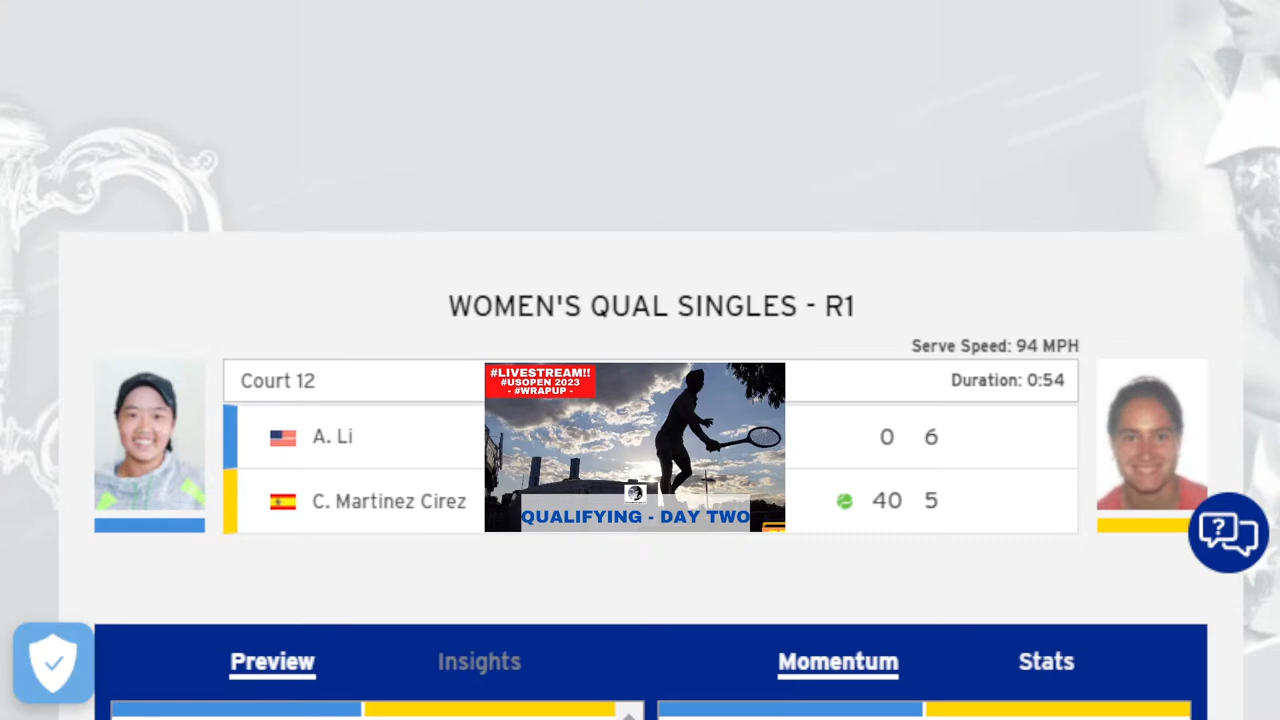 WOMEN'S QUAL SINGLES - R1
Serve Speed: 94 MPH
Court 12
Duration: 0:54
#LIVESTREAM!!
#USOPEN 2023
- #WRAPUP -
A. Li
0 6
C. Martinez Cirez
40 5
QUALIFYING - DAY TWO
?
Preview
Insights
Momentum
Stats